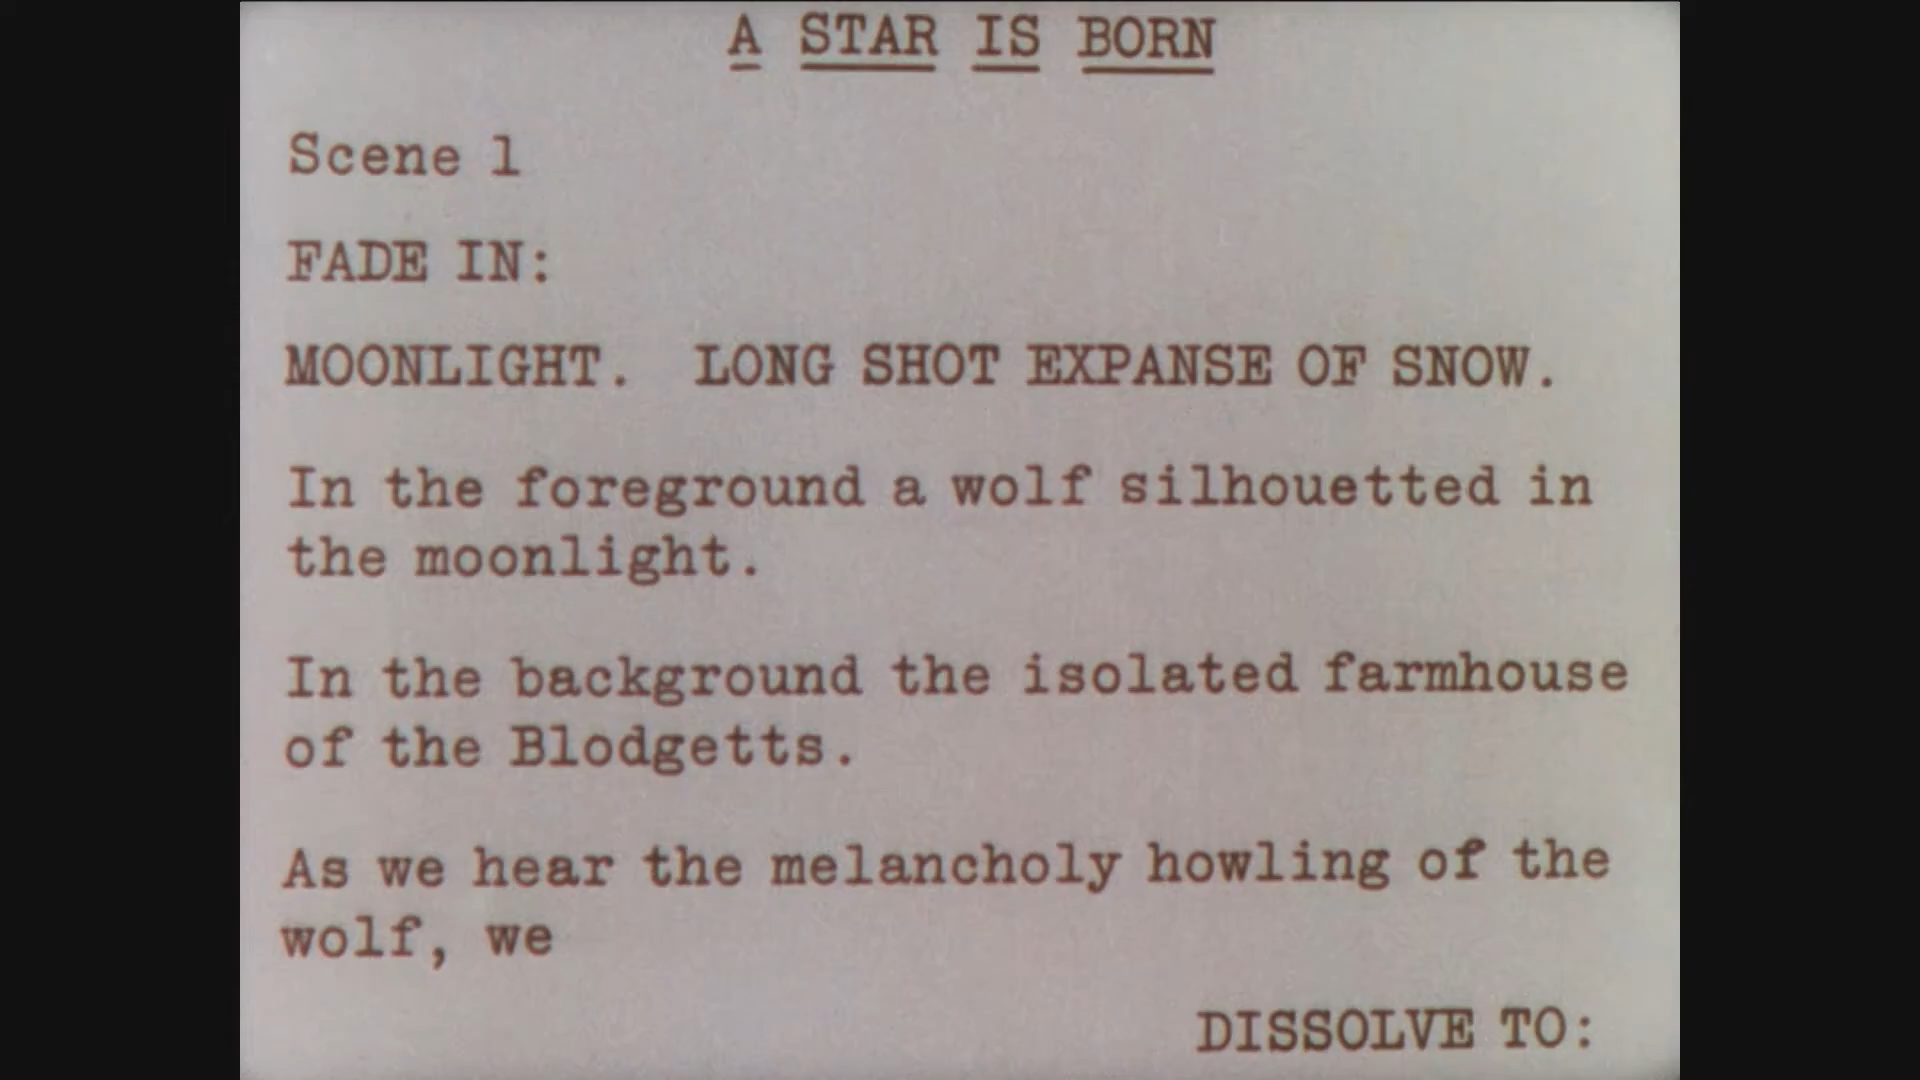 A STAR IS BORN
Scene 1
FADE IN:
MOONLIGHT.  LONG SHOT EXPANSE OF SNOW.
In the foreground a wolf silhouetted in
the moonlight.
In the background the isolated farmhouse
of the Blodgetts.
As we hear the melancholy howling of the
wolf, we
DISSOLVE TO: